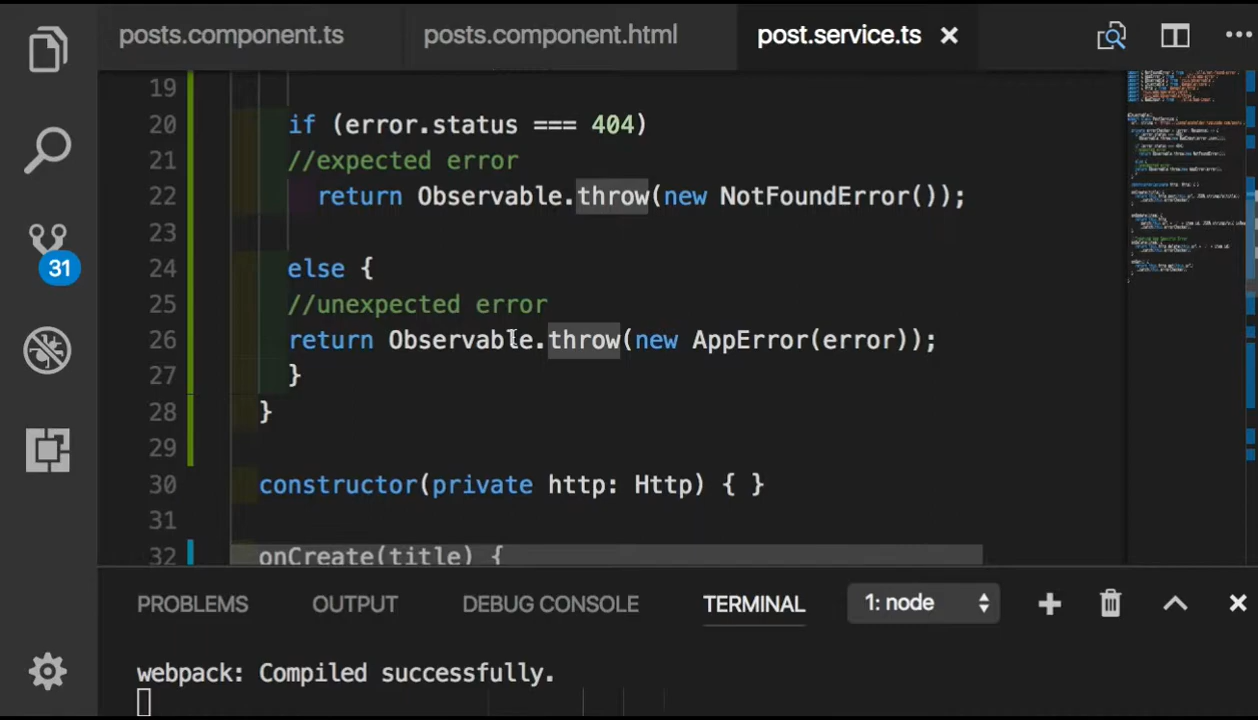 posts.component.ts posts.component.html post.service.ts
19
20 if (error.status === 404)
21 //expected error
22 return Observable.throw(new NotFoundError());
23
24 else {
25 //unexpected error
26 return Observable.throw(new AppError(error));
27 }
28 }
29
30 constructor(private http: Http) { }
31
32 onCreate(title) {
31
PROBLEMS OUTPUT DEBUG CONSOLE TERMINAL 1: node
webpack: Compiled successfully.